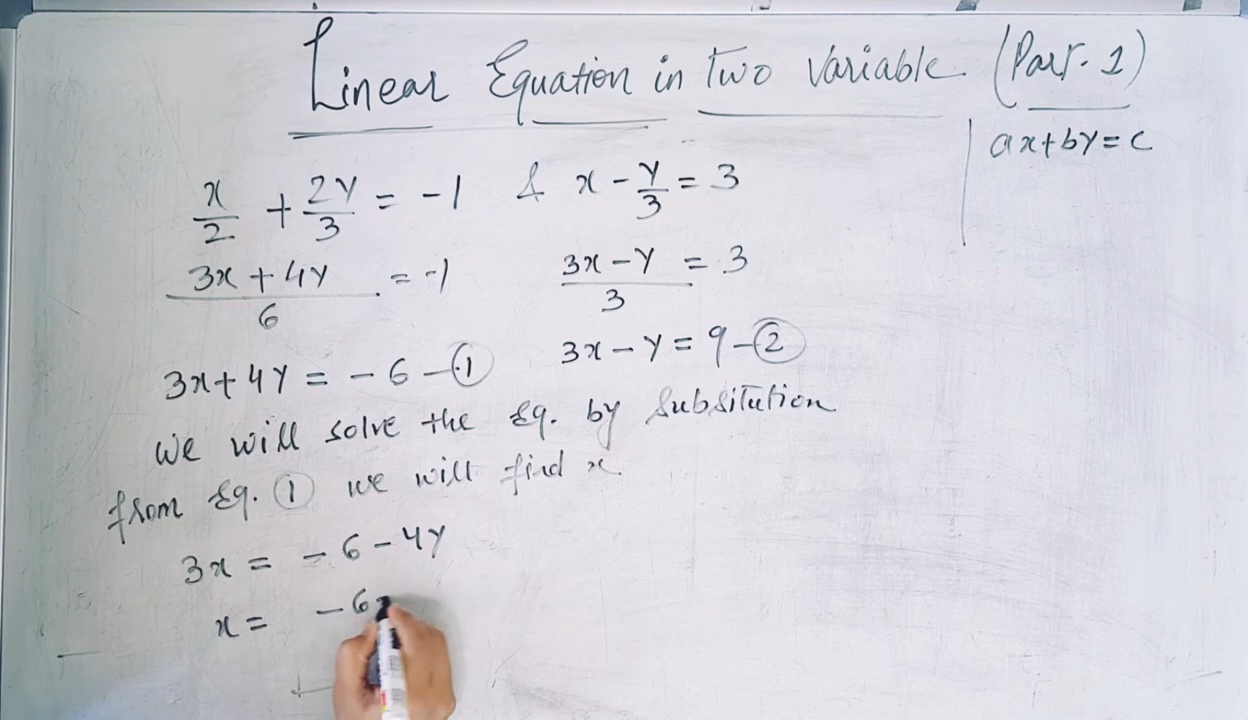 Linear Equation in Two Variable (Part. 1)
ax+by=c
x/2 + 2y/3 = -1 & x - y/3 = 3
3x + 4y / 6 = -1 3x - y / 3 = 3
3x + 4y = - 6 - ① 3x - y = 9 - ②
We will solve the Eq. by Subsitution
from Eq. ① we will find x
3x = - 6 - 4y
x = - 6